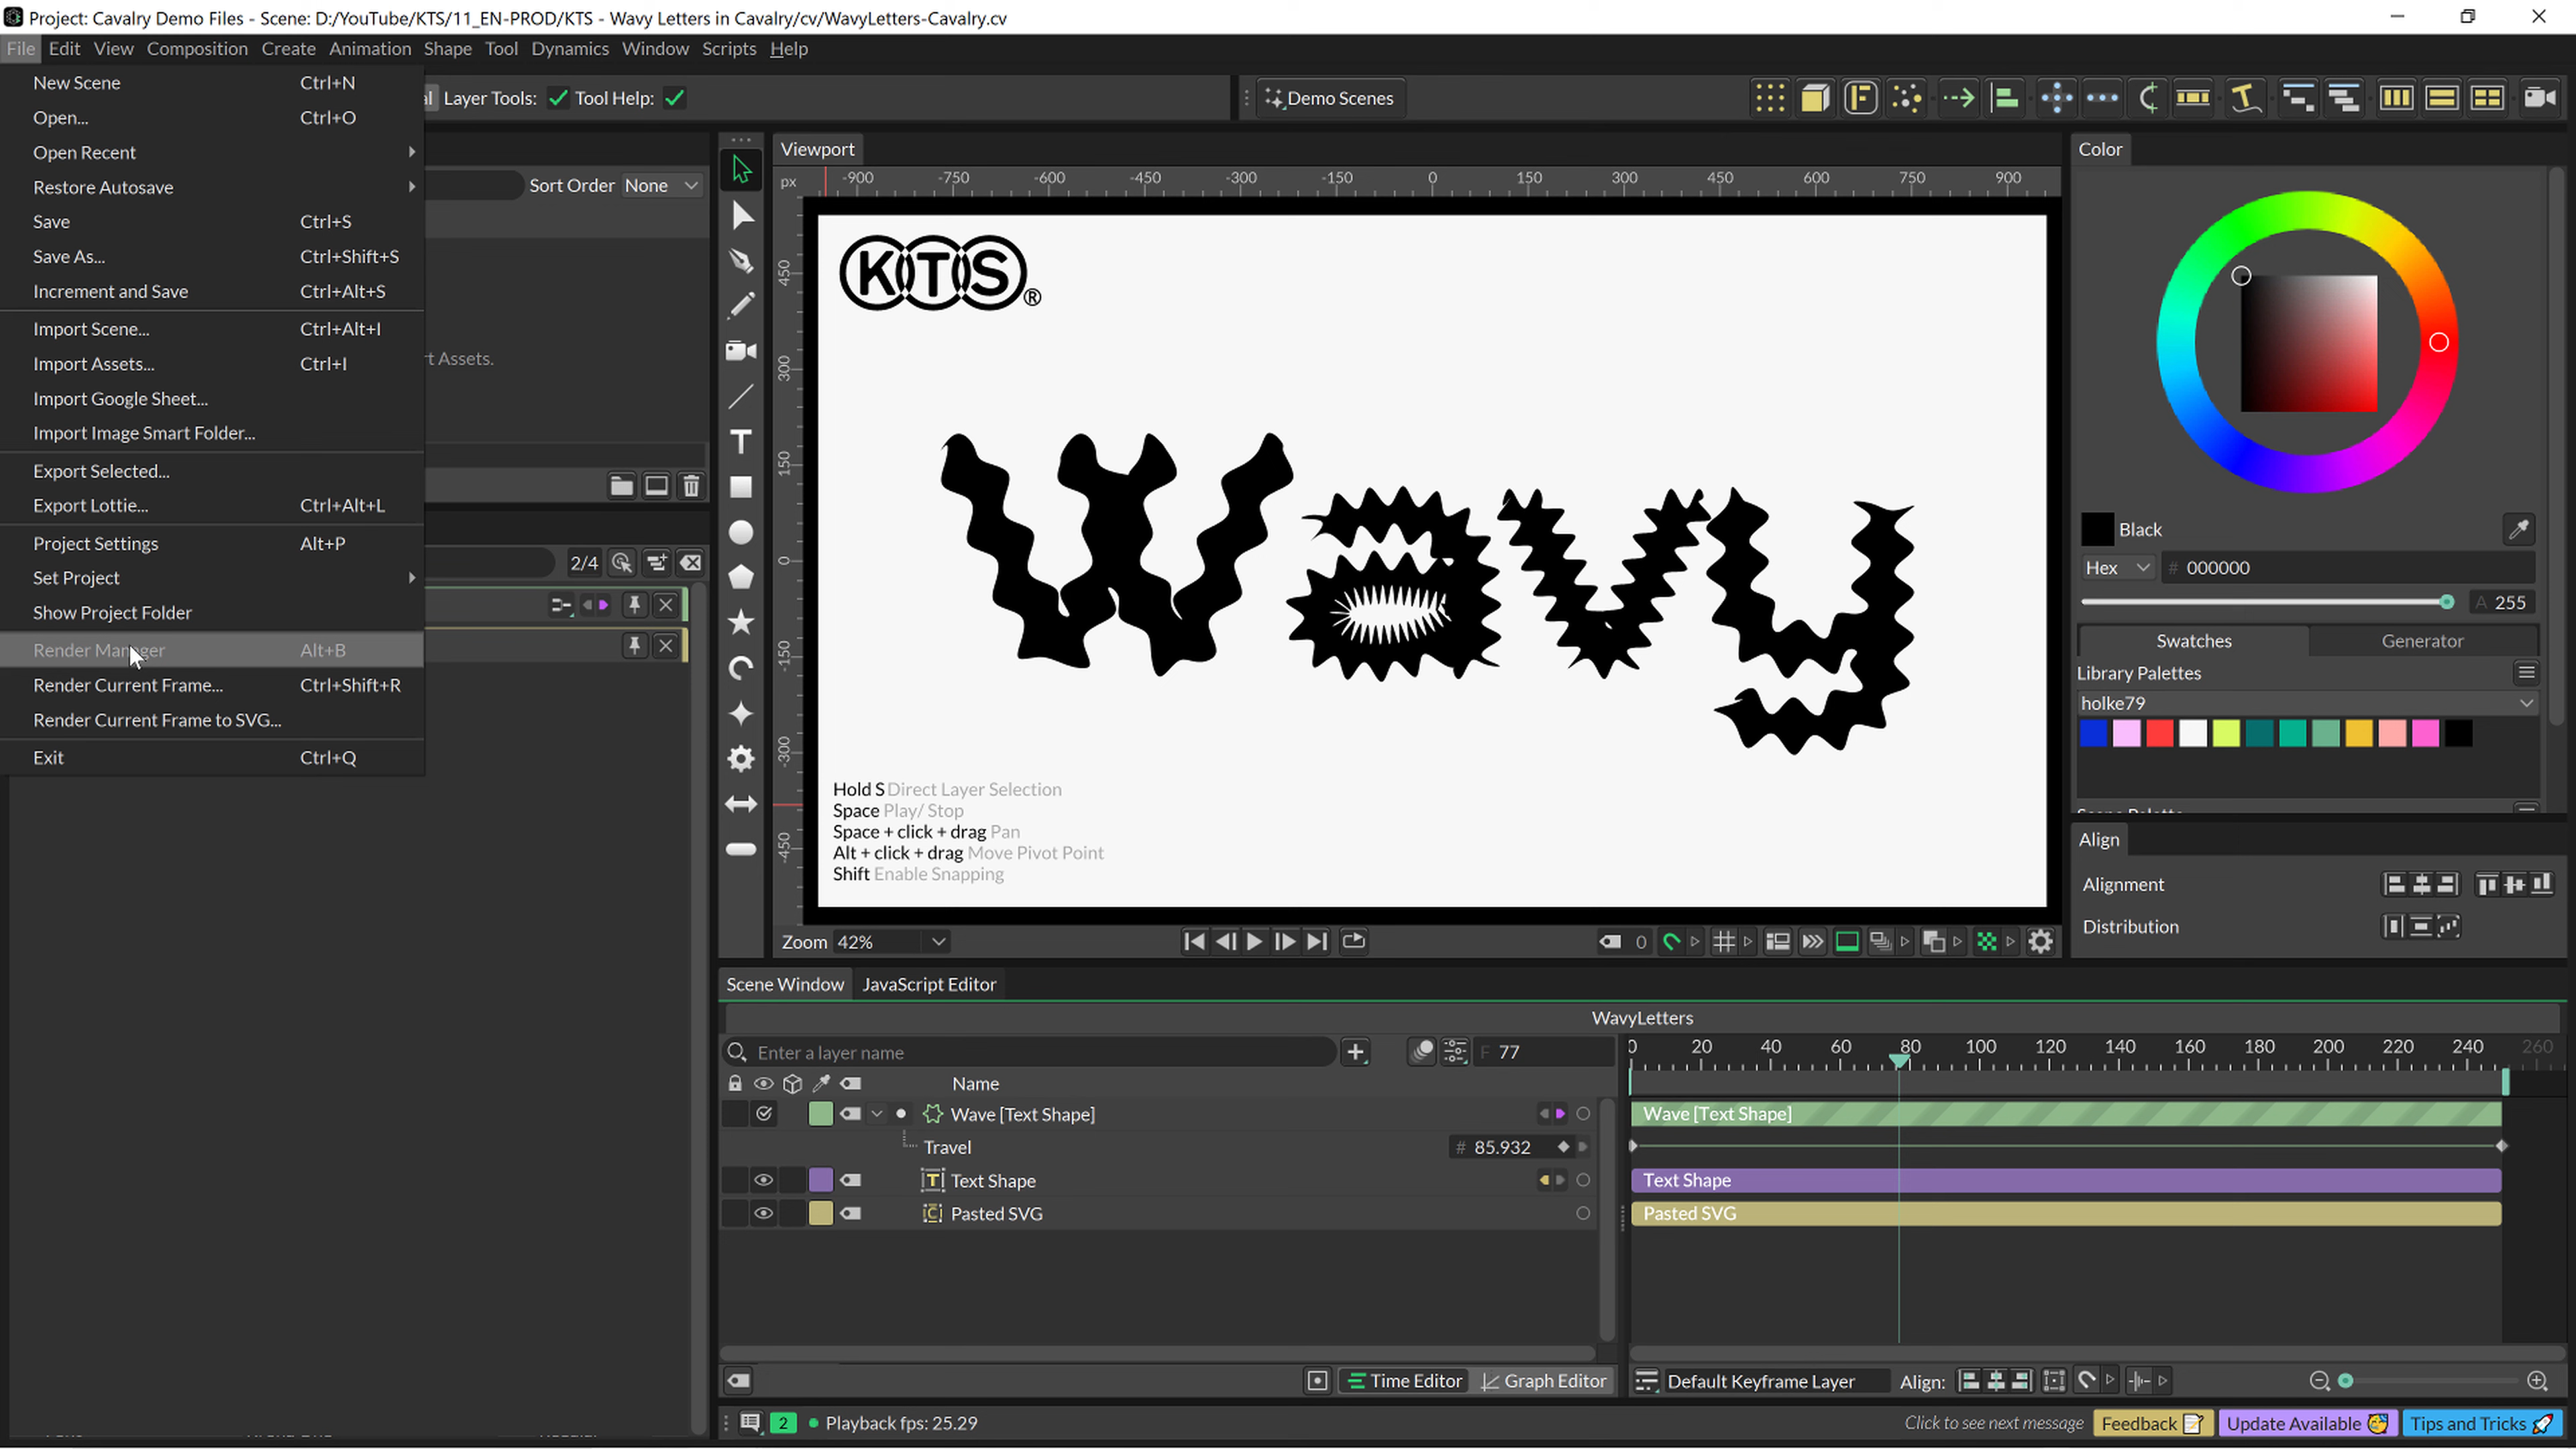 Project: Cavalry Demo Files - Scene: D:/YouTube/KTS/11_EN-PROD/KTS - Wavy Letters in Cavalry/cv/WavyLetters-Cavalry.cv
File Edit View Composition Create Animation Shape Tool Dynamics Window Scripts Help
New Scene Ctrl+N
Open... Ctrl+O
Open Recent
Restore Autosave
Save Ctrl+S
Save As... Ctrl+Shift+S
Increment and Save Ctrl+Alt+S
Import Scene... Ctrl+Alt+I
Import Assets... Ctrl+I
Import Google Sheet...
Import Image Smart Folder...
Export Selected...
Export Lottie... Ctrl+Alt+L
Project Settings Alt+P
Set Project
Show Project Folder
Render Manager Alt+B
Render Current Frame... Ctrl+Shift+R
Render Current Frame to SVG...
Exit Ctrl+Q
Layer Tools: Tool Help:
Demo Scenes
Sort Order None
Assets.
2/4
Viewport
px -900 -750 -600 -450 -300 -150 0 150 300 450 600 750 900
450
300
150
0
-150
-300
-450
KTS®
Wavy
Hold S Direct Layer Selection
Space Play/ Stop
Space + click + drag Pan
Alt + click + drag Move Pivot Point
Shift Enable Snapping
Zoom 42%
0
Color
Black
Hex # 000000
A 255
Swatches Generator
Library Palettes
holke79
Align
Alignment
Distribution
Scene Window JavaScript Editor
WavyLetters
Enter a layer name
F 77
0 20 40 60 80 100 120 140 160 180 200 220 240 260
Name
Wave [Text Shape]
Wave [Text Shape]
Travel # 85.932
Text Shape
Text Shape
Pasted SVG
Pasted SVG
Time Editor Graph Editor
Default Keyframe Layer Align:
2 Playback fps: 25.29
Click to see next message Feedback Update Available Tips and Tricks